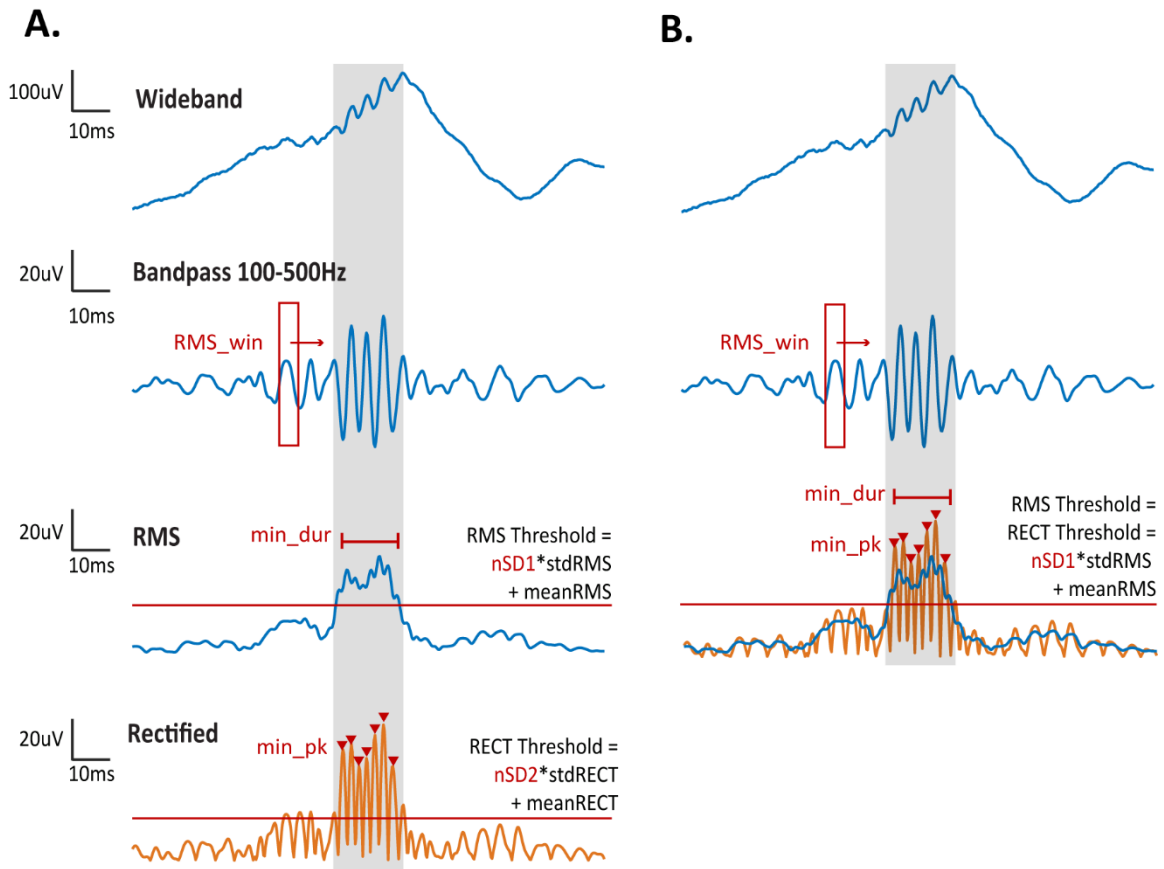 A.
100uV
10ms
Wideband
20uV
10ms
Bandpass 100-500Hz
RMS_win
20uV
10ms
RMS
min_dur
RMS Threshold =
nSD1*stdRMS
+ meanRMS
20uV
10ms
Rectified
min_pk
RECT Threshold =
nSD2*stdRECT
+ meanRECT
B.
RMS_win
min_dur
min_pk
RMS Threshold =
RECT Threshold =
nSD1*stdRMS
+ meanRMS